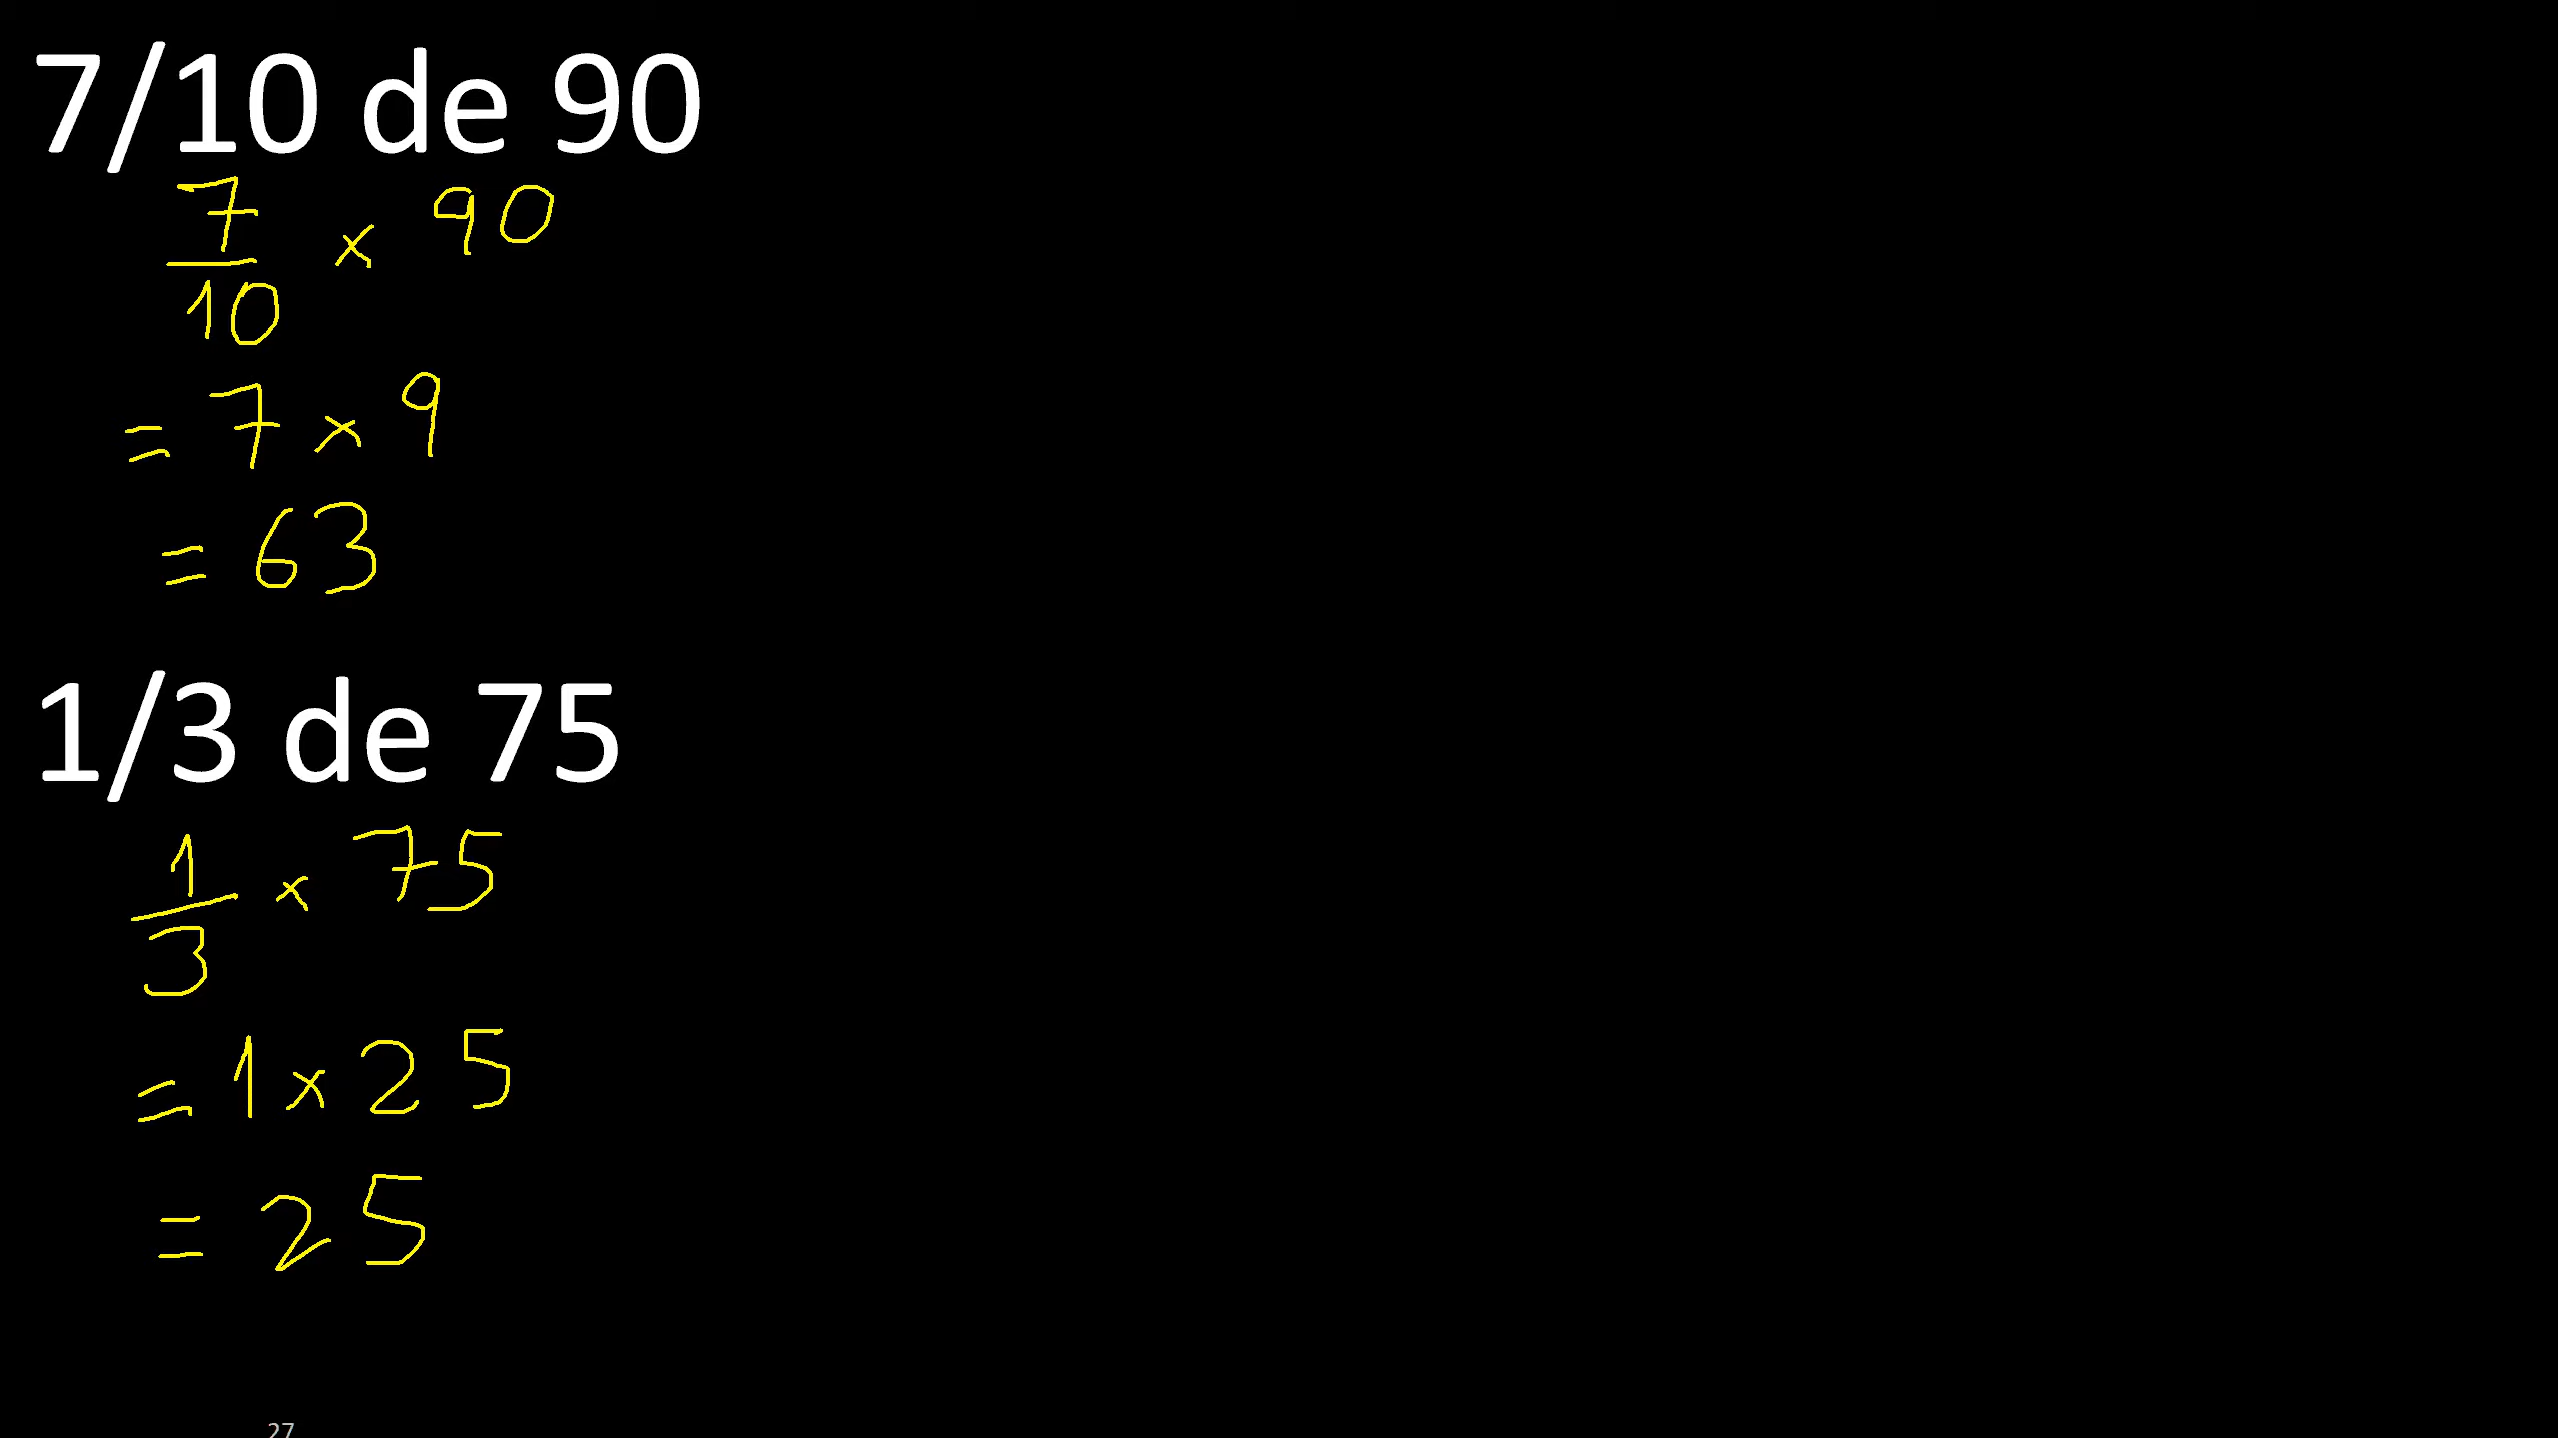 7/10 de 90
7/10 × 90
= 7 × 9
= 63
1/3 de 75
1/3 × 75
= 1 × 25
= 25
27